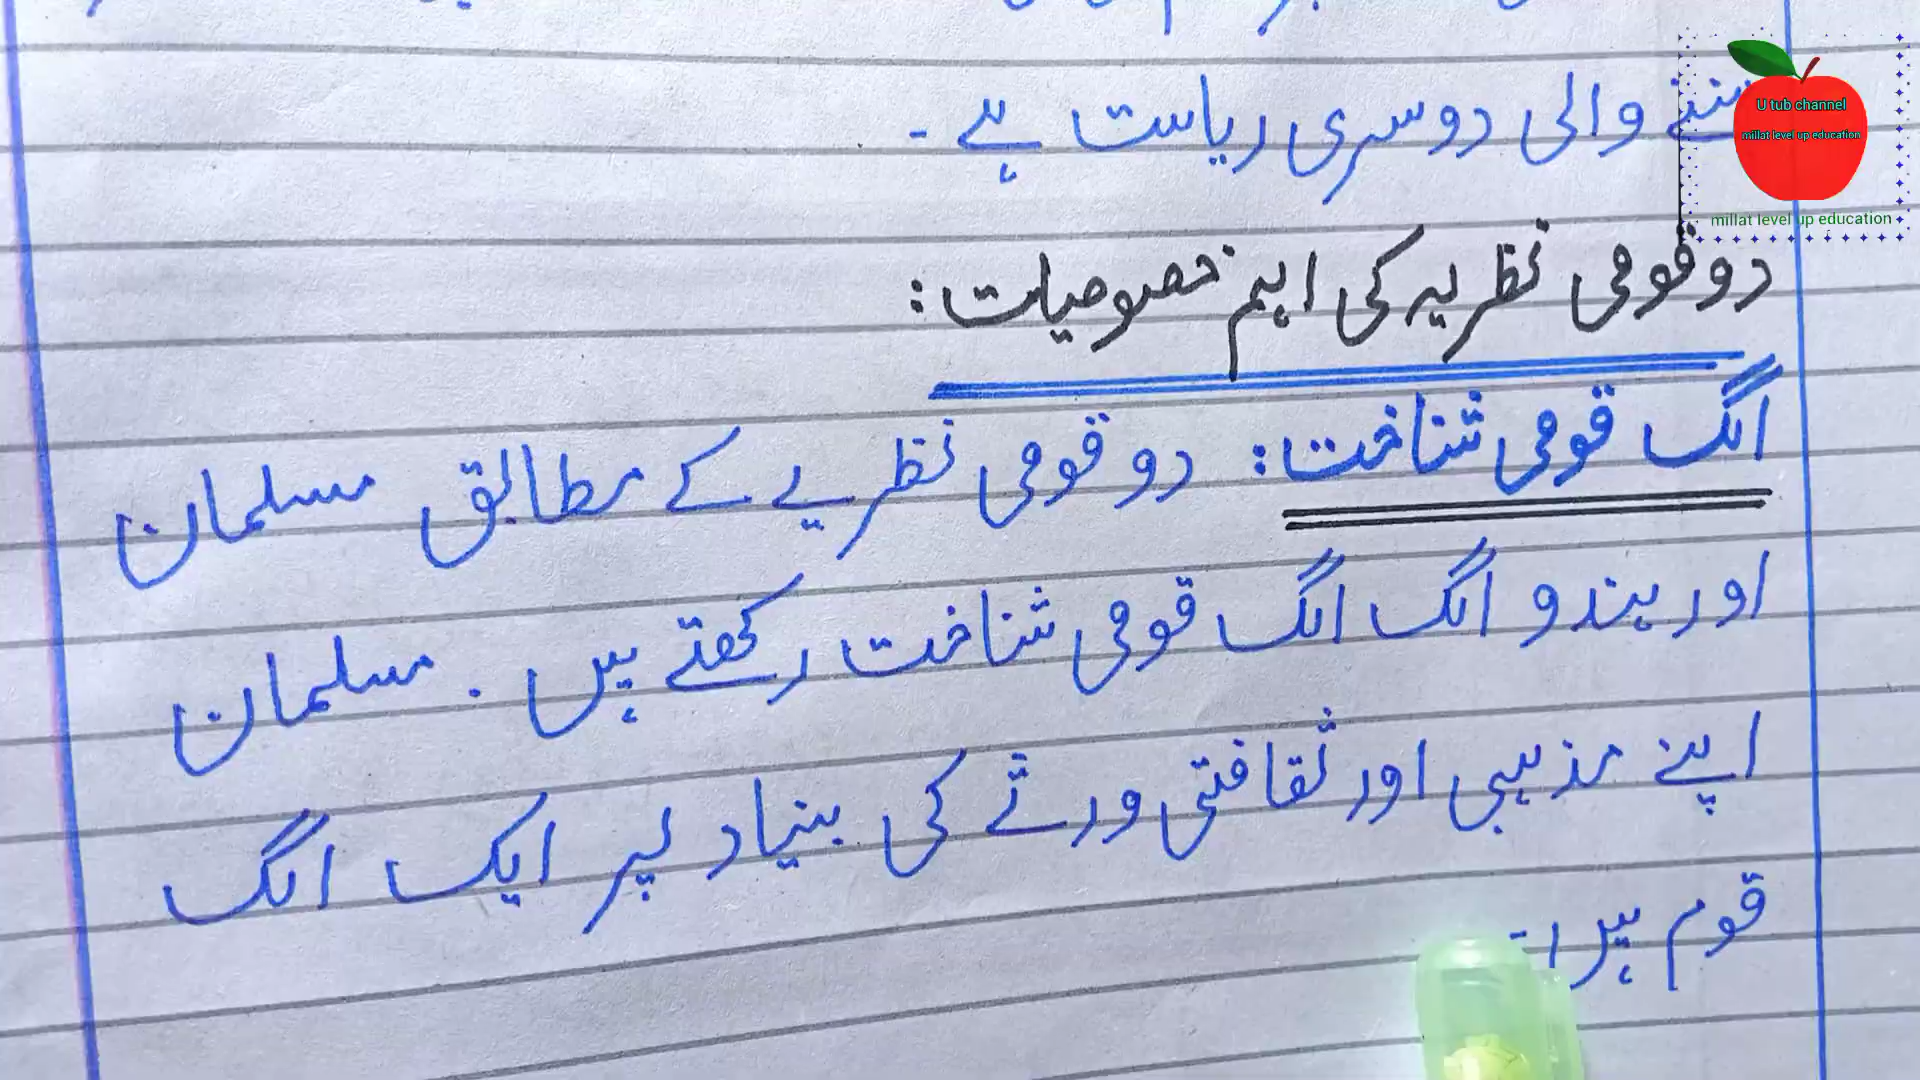 والی دوسری ریاست ہے ۔
U tub channel
millat level up education
millat level up education
دو قومی نظریہ کی اہم خصوصیات :
الگ قومی شناخت : دو قومی نظریے کے مطابق مسلمان
اور ہندو الگ الگ قومی شناخت رکھتے ہیں ۔ مسلمان
اپنے مذہبی اور ثقافتی ورثے کی بنیاد پر ایک الگ
قوم ہیں ۔